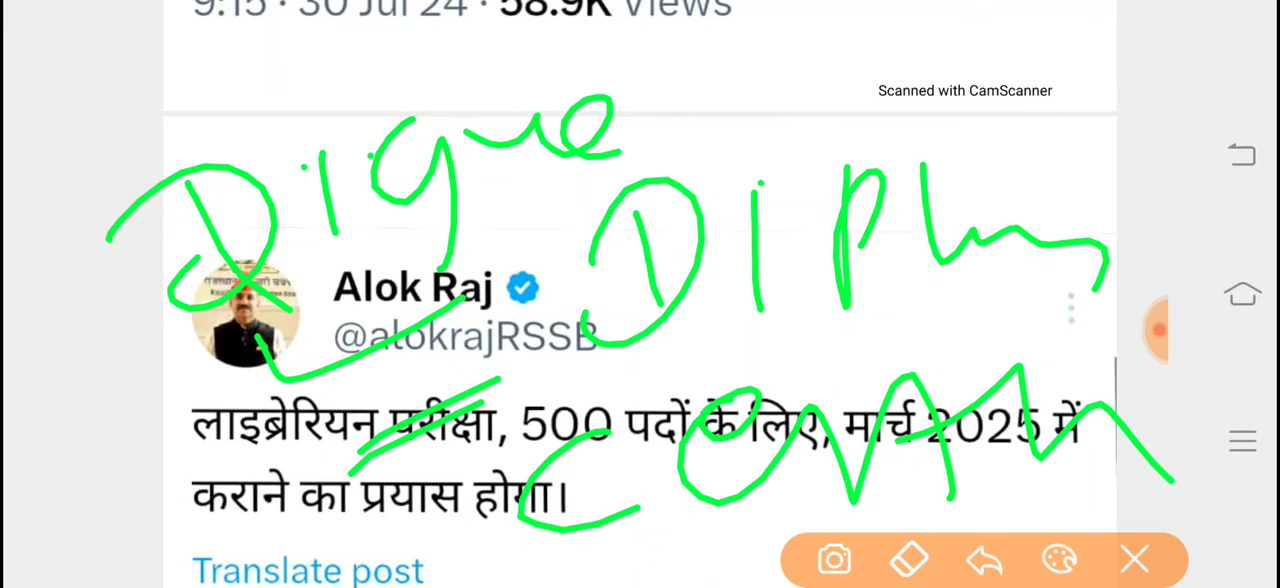 9:15 · 30 Jul 24 · 58.9K Views
Scanned with CamScanner
Digree
Alok Raj
@alokrajRSSB
लाइब्रेरियन परीक्षा, 500 पदों के लिए, मार्च 2025 में
कराने का प्रयास होगा।
Translate post